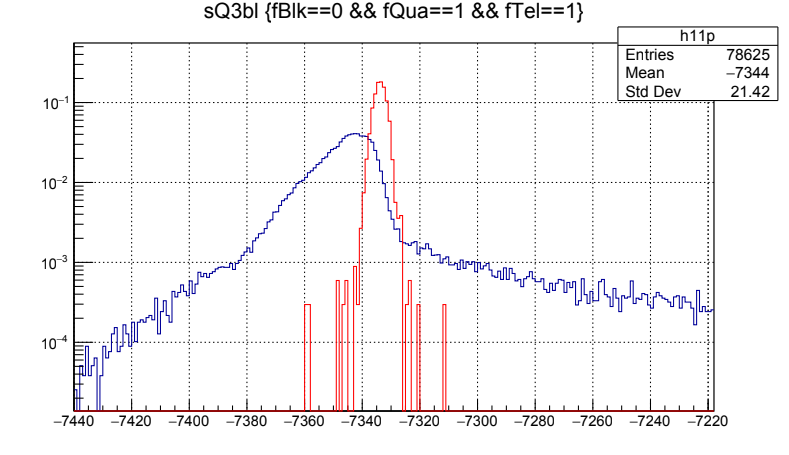 sQ3bl {fBlk==0 && fQua==1 && fTel==1}
h11p
Entries 78625
Mean −7344
Std Dev 21.42
10−1
10−2
10−3
10−4
−7440 −7420 −7400 −7380 −7360 −7340 −7320 −7300 −7280 −7260 −7240 −7220